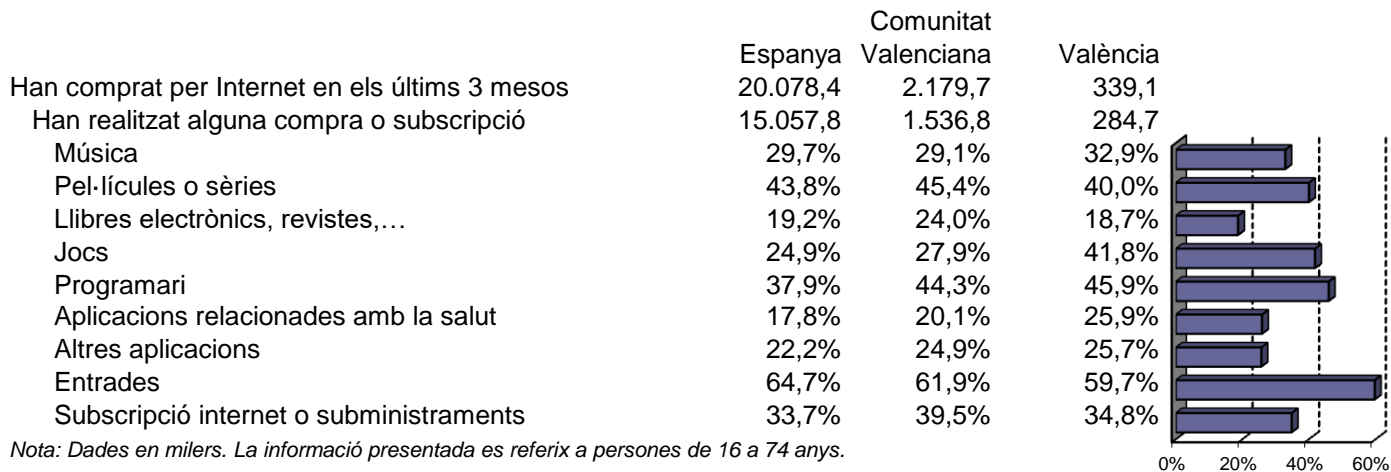 Comunitat
Espanya Valenciana València
Han comprat per Internet en els últims 3 mesos 20.078,4 2.179,7 339,1
Han realitzat alguna compra o subscripció 15.057,8 1.536,8 284,7
Música 29,7% 29,1% 32,9%
Pel·lícules o sèries 43,8% 45,4% 40,0%
Llibres electrònics, revistes,… 19,2% 24,0% 18,7%
Jocs 24,9% 27,9% 41,8%
Programari 37,9% 44,3% 45,9%
Aplicacions relacionades amb la salut 17,8% 20,1% 25,9%
Altres aplicacions 22,2% 24,9% 25,7%
Entrades 64,7% 61,9% 59,7%
Subscripció internet o subministraments 33,7% 39,5% 34,8%
Nota: Dades en milers. La informació presentada es referix a persones de 16 a 74 anys.
0% 20% 40% 60%